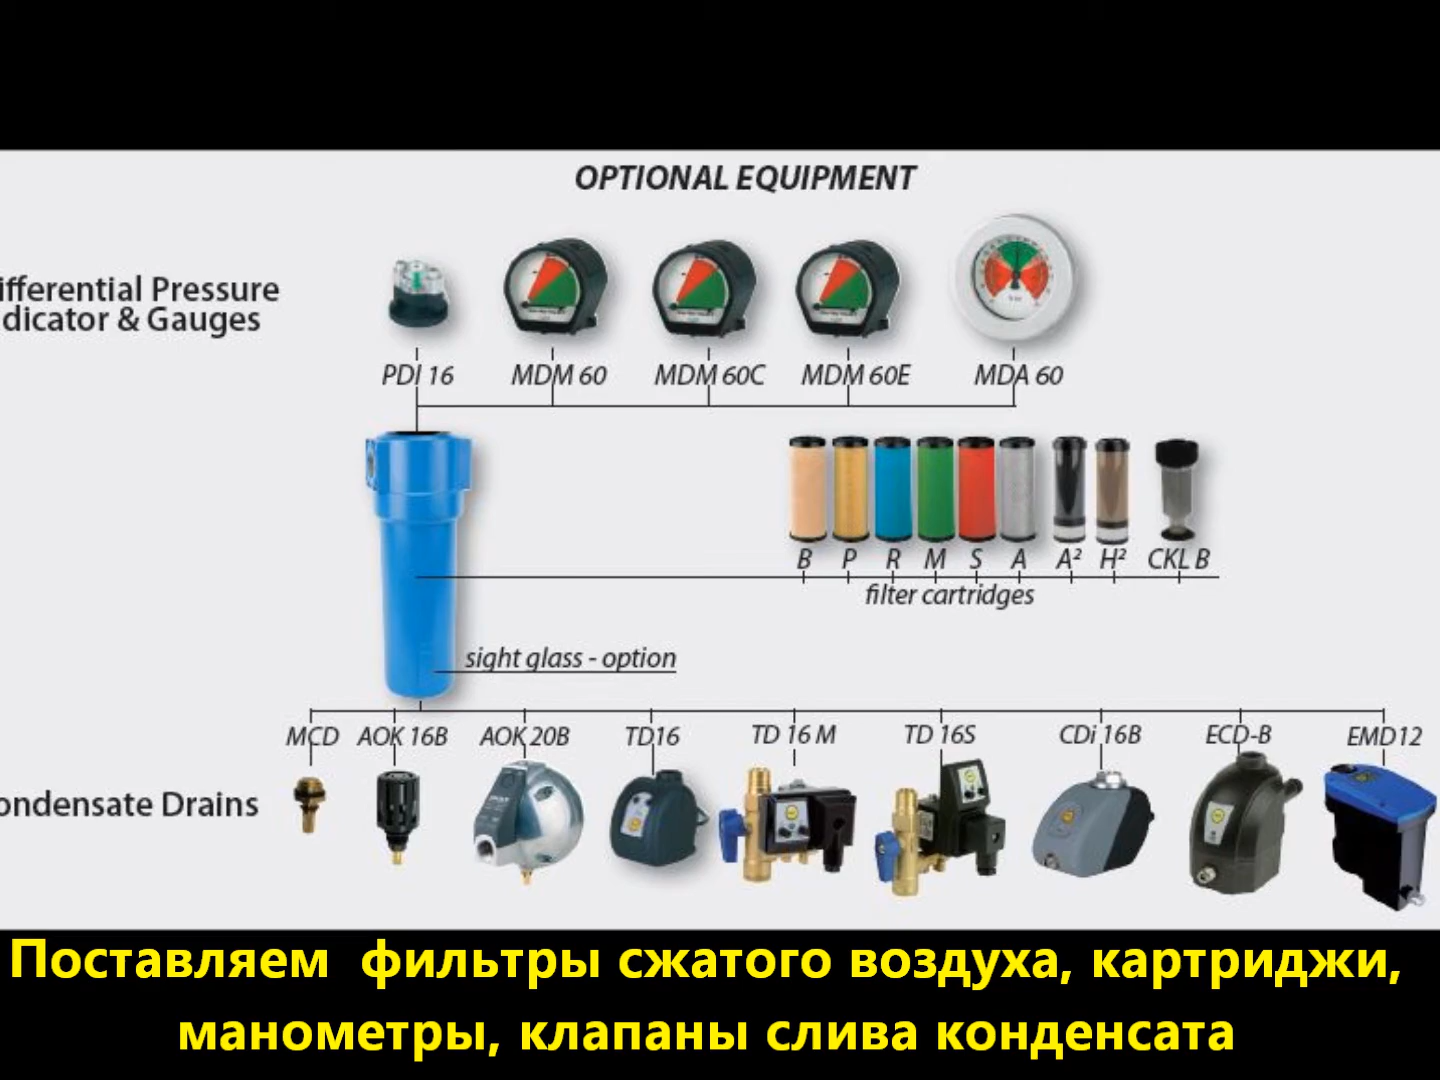 OPTIONAL EQUIPMENT
ifferential Pressure
dicator & Gauges
PDI 16 MDM 60 MDM 60C MDM 60E MDA 60
B P R M S A A² H² CKL B
filter cartridges
sight glass - option
MCD AOK 16B AOK 20B TD16 TD 16 M TD 16S CDi 16B ECD-B EMD12
ondensate Drains
Поставляем фильтры сжатого воздуха, картриджи,
манометры, клапаны слива конденсата